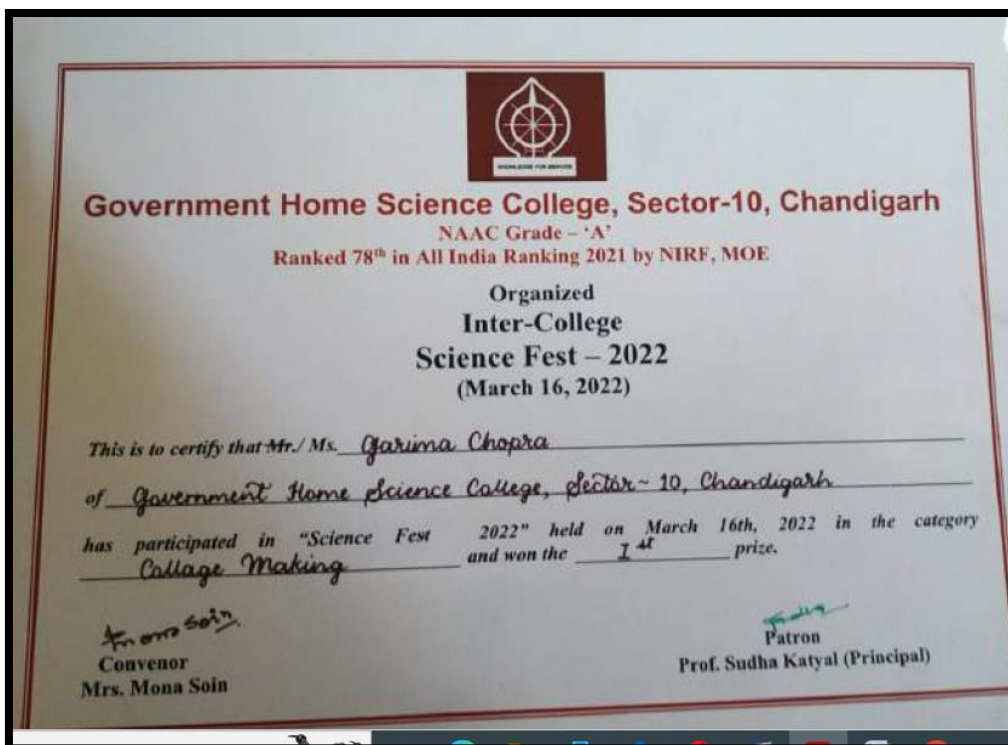 KNOWLEDGE FOR SERVICE
Government Home Science College, Sector-10, Chandigarh
NAAC Grade – ‘A’
Ranked 78th in All India Ranking 2021 by NIRF, MOE
Organized
Inter-College
Science Fest – 2022
(March 16, 2022)
This is to certify that Mr./ Ms. Garima Chopra
of Government Home Science College, Sector- 10, Chandigarh
has participated in “Science Fest 2022” held on March 16th, 2022 in the category
Collage Making and won the Ist prize.
Mona Soin
Convenor
Mrs. Mona Soin
Patron
Prof. Sudha Katyal (Principal)